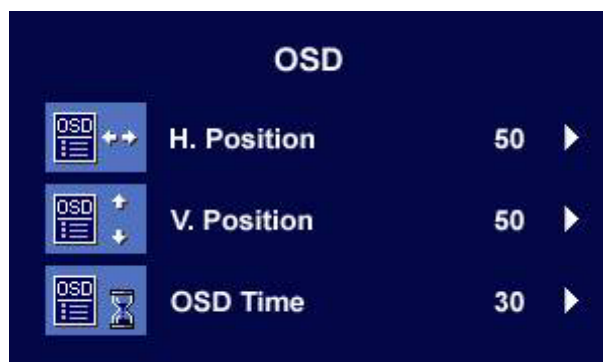 OSD
OSD H. Position 50
OSD V. Position 50
OSD OSD Time 30